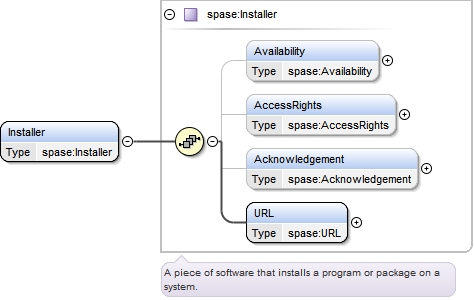 spase:Installer
Availability
Type spase:Availability
AccessRights
Type spase:AccessRights
Installer
Type spase:Installer
Acknowledgement
Type spase:Acknowledgement
URL
Type spase:URL
A piece of software that installs a program or package on a
system.